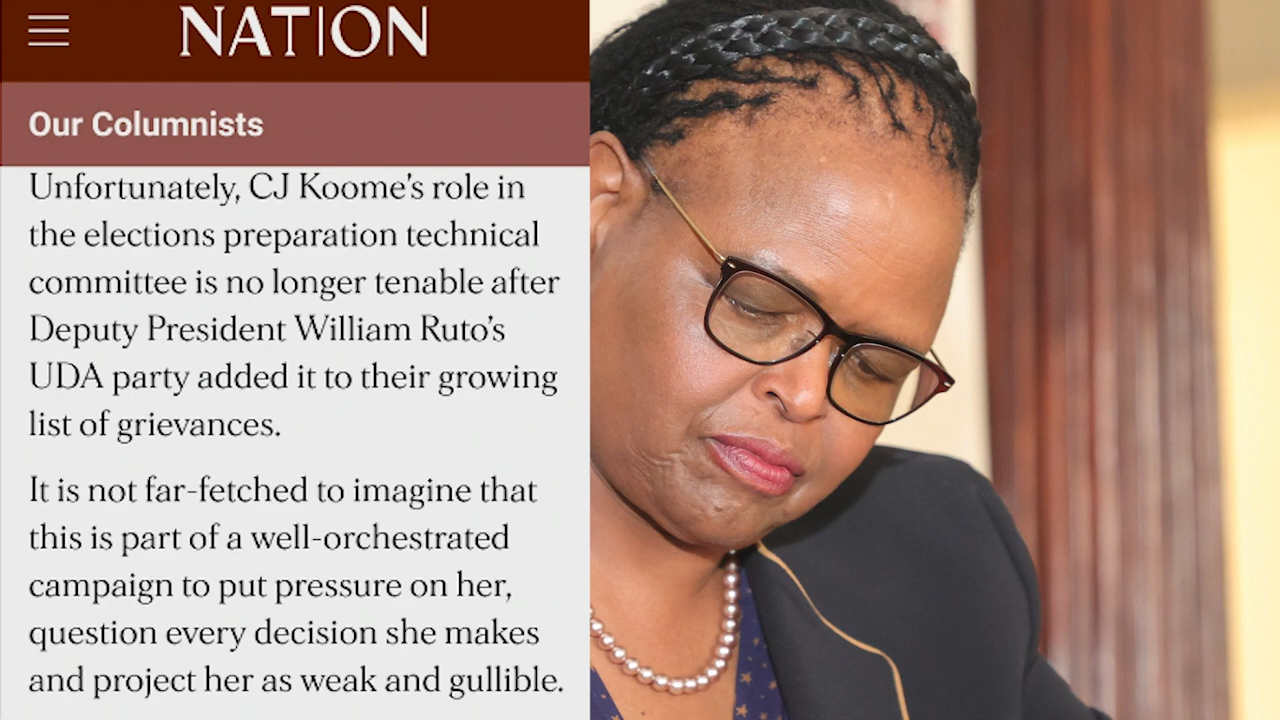 NATION
Our Columnists
Unfortunately, CJ Koome's role in
the elections preparation technical
committee is no longer tenable after
Deputy President William Ruto's
UDA party added it to their growing
list of grievances.
It is not far-fetched to imagine that
this is part of a well-orchestrated
campaign to put pressure on her,
question every decision she makes
and project her as weak and gullible.